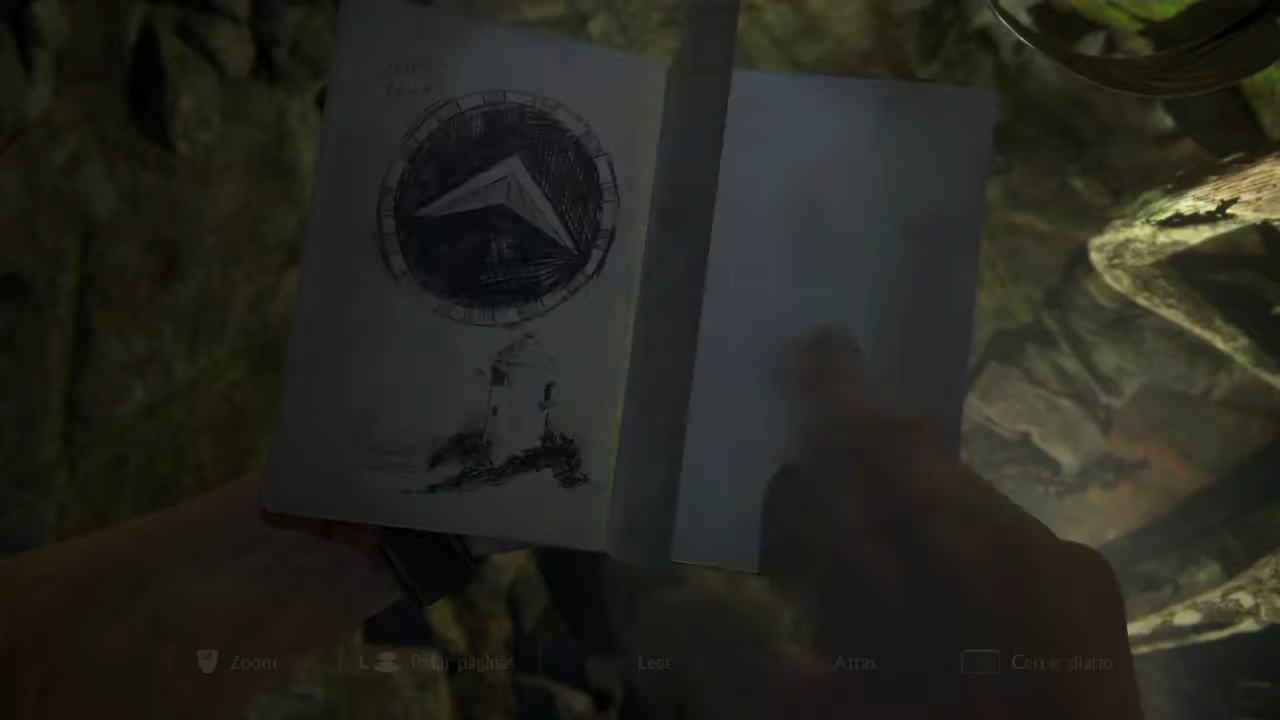 Zoom
L
Pasar páginas
Leer
Atrás
Cerrar diario